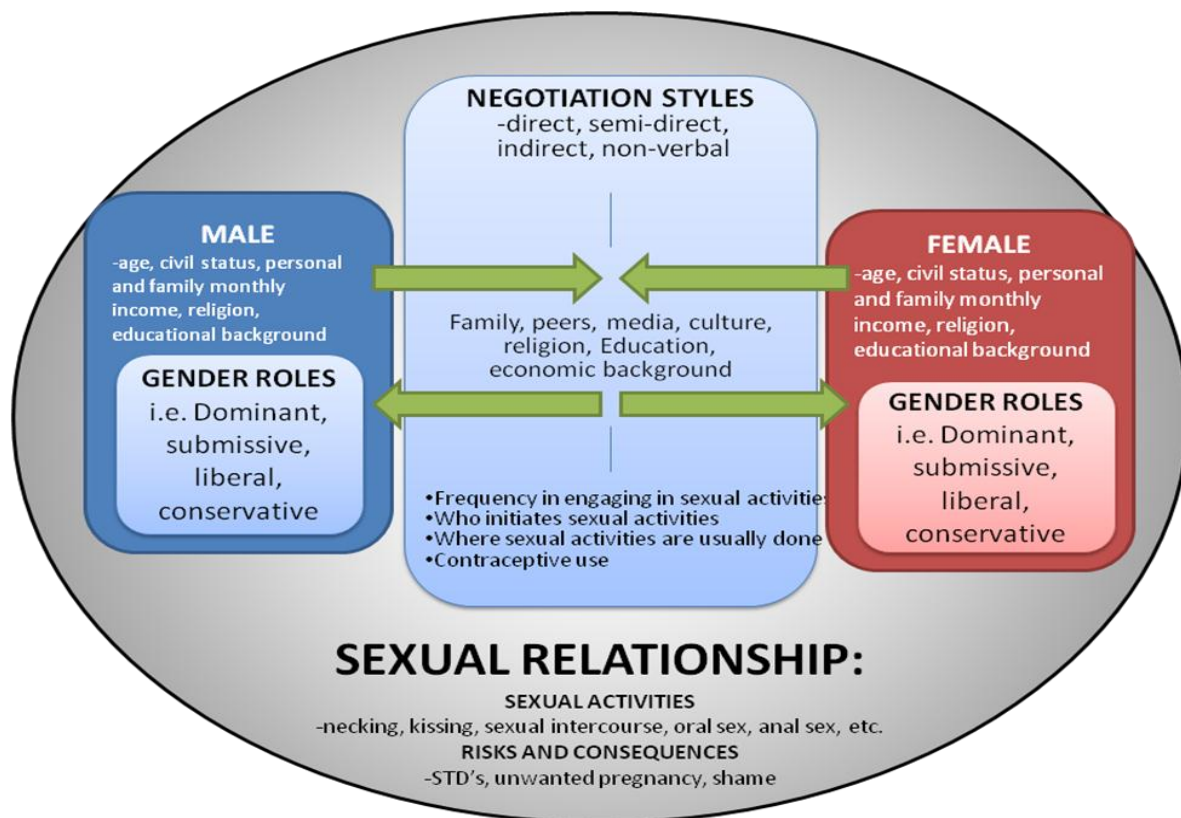 NEGOTIATION STYLES
-direct, semi-direct,
indirect, non-verbal
MALE
-age, civil status, personal
and family monthly
income, religion,
educational background
GENDER ROLES
i.e. Dominant,
submissive,
liberal,
conservative
Family, peers, media, culture,
religion, Education,
economic background
•Frequency in engaging in sexual activities
•Who initiates sexual activities
•Where sexual activities are usually done
•Contraceptive use
FEMALE
-age, civil status, personal
and family monthly
income, religion,
educational background
GENDER ROLES
i.e. Dominant,
submissive,
liberal,
conservative
SEXUAL RELATIONSHIP:
SEXUAL ACTIVITIES
-necking, kissing, sexual intercourse, oral sex, anal sex, etc.
RISKS AND CONSEQUENCES
-STD's, unwanted pregnancy, shame